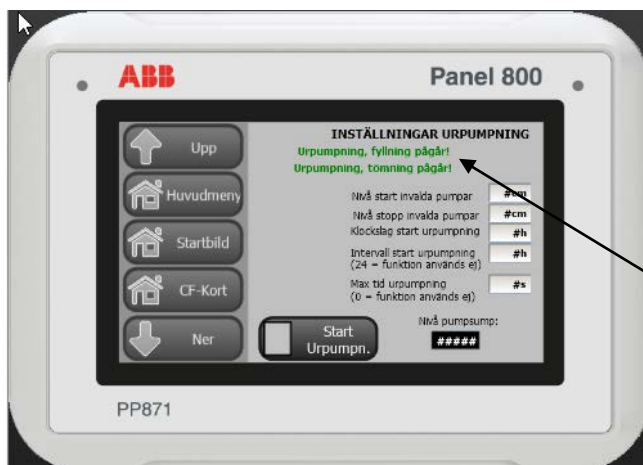 ABB
Panel 800
Upp
Huvudmeny
Startbild
CF-Kort
Ner
INSTÄLLNINGAR URPUMPNING
Urpumpning, fyllning pågår!
Urpumpning, tömning pågår!
Nivå start invalda pumpar #cm
Nivå stopp invalda pumpar #cm
Klockslag start urpumpning #h
Intervall start urpumpning #h
(24 = funktion används ej)
Max tid urpumpning #s
(0 = funktion används ej)
Start
Urpumpn.
Nivå pumpsump:
#####
PP871